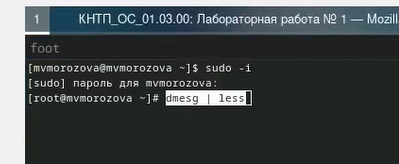 1 КНТП_ОС_01.03.00: Лабораторная работа № 1 — Mozill
foot
[mvmorozova@mvmorozova ~]$ sudo -i
[sudo] пароль для mvmorozova:
[root@mvmorozova ~]# dmesg | less